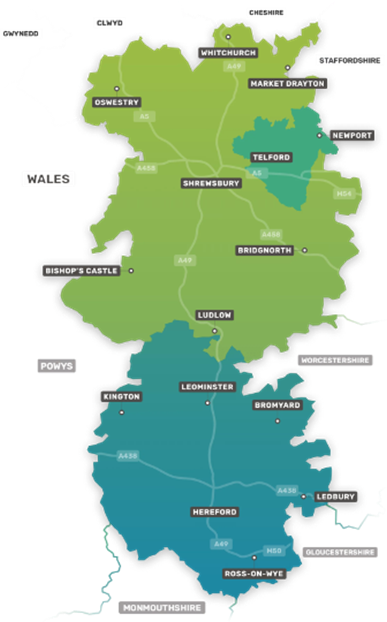 CHESHIRE
CLWYD
GWYNEDD
WHITCHURCH
STAFFORDSHIRE
A49
MARKET DRAYTON
OSWESTRY
A5
NEWPORT
TELFORD
A458
A5
WALES
SHREWSBURY
M54
A458
BRIDGNORTH
A49
BISHOP'S CASTLE
LUDLOW
WORCESTERSHIRE
POWYS
LEOMINSTER
KINGTON
BROMYARD
A438
A438
LEDBURY
HEREFORD
A49
M50
GLOUCESTERSHIRE
ROSS-ON-WYE
MONMOUTHSHIRE